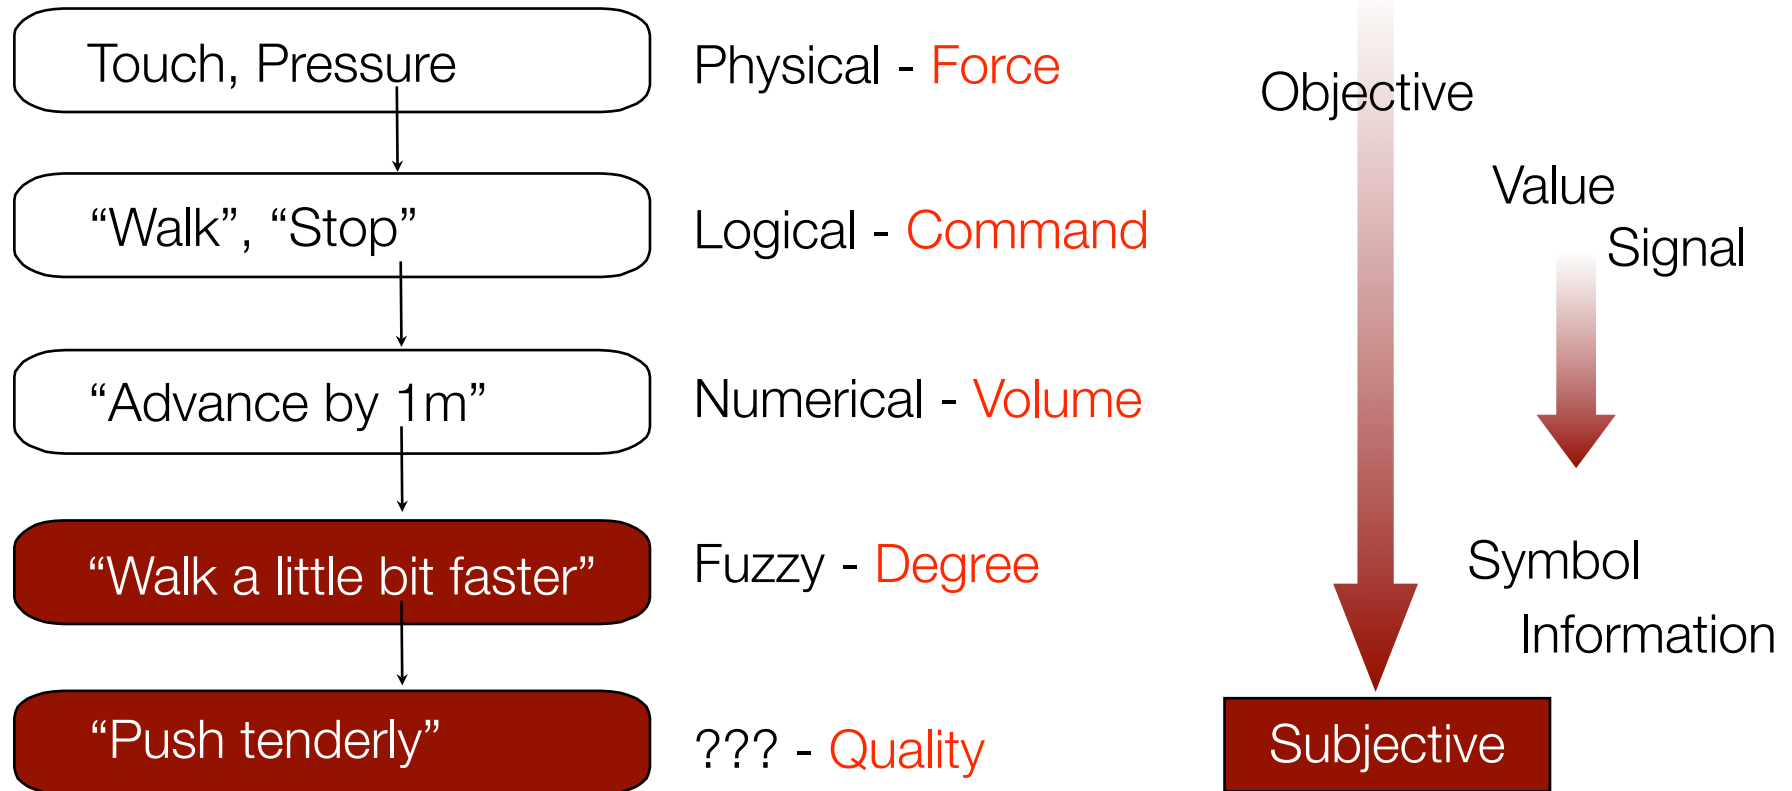 Touch, Pressure
Physical - Force
Objective
Value
Signal
“Walk”, “Stop”
Logical - Command
“Advance by 1m”
Numerical - Volume
“Walk a little bit faster”
Fuzzy - Degree
Symbol
Information
“Push tenderly”
??? - Quality
Subjective